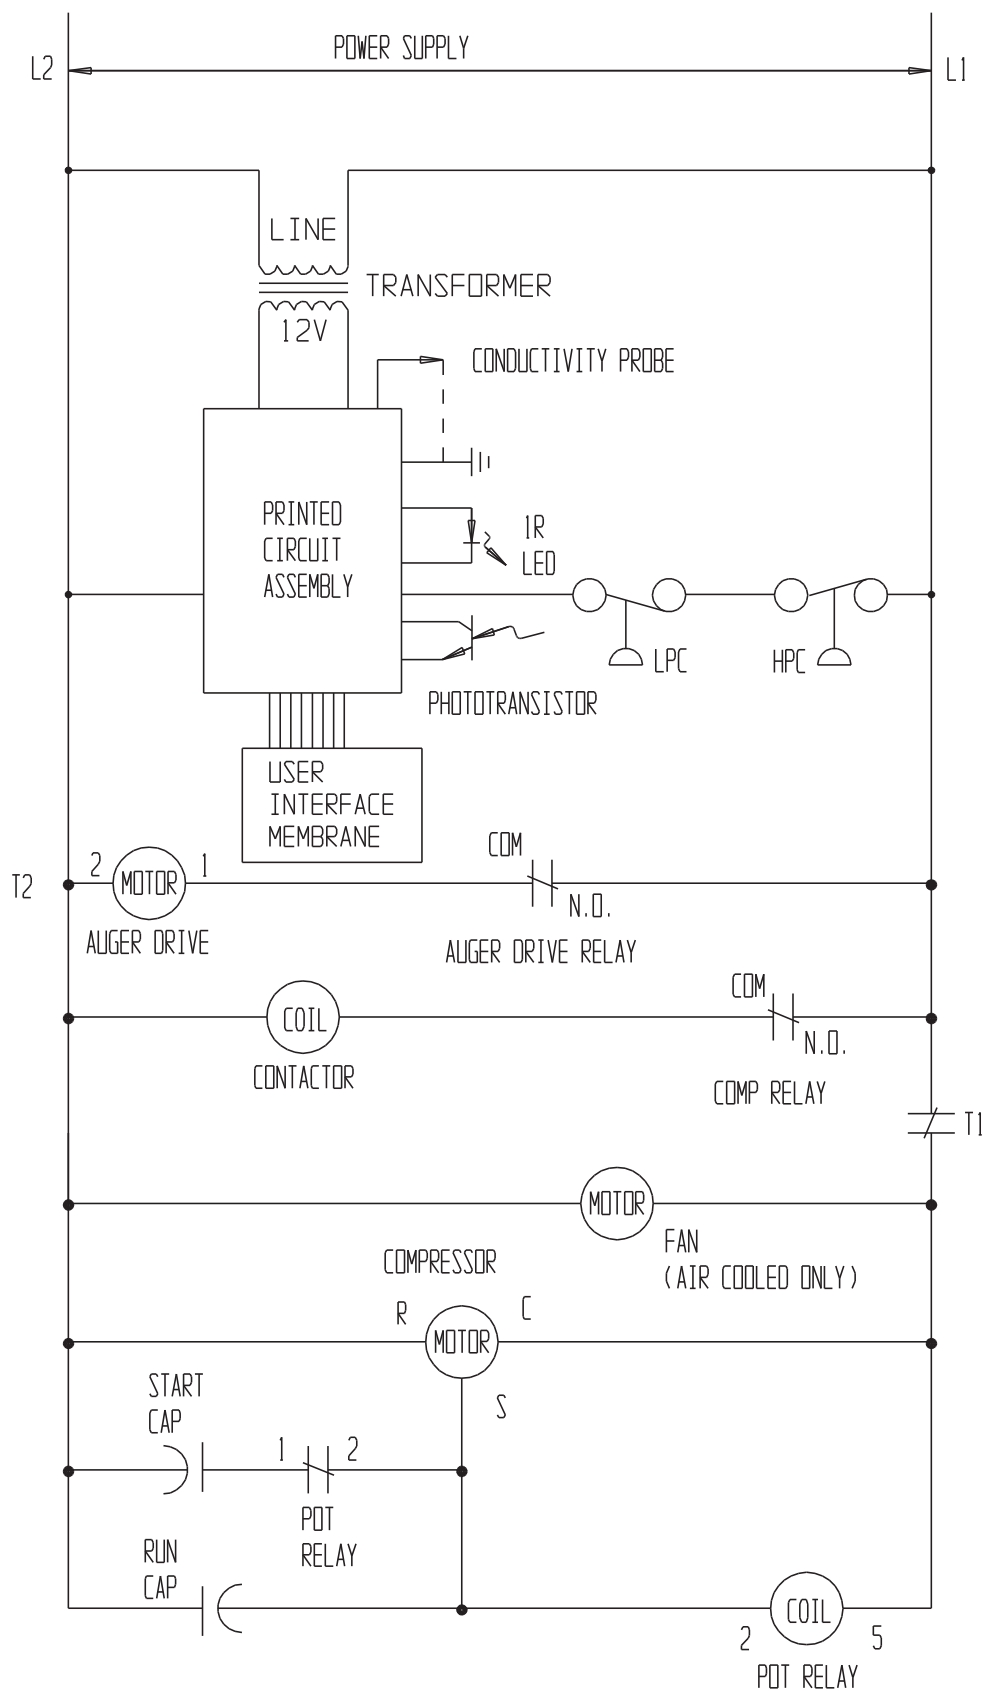 POWER SUPPLY
L2
L1
LINE
TRANSFORMER
12V
CONDUCTIVITY PROBE
PRINTED
CIRCUIT
ASSEMBLY
1R
LED
LPC
HPC
PHOTOTRANSISTOR
USER
INTERFACE
MEMBRANE
COM
2
1
T2
MOTOR
N.O.
AUGER DRIVE
AUGER DRIVE RELAY
COM
COIL
N.O.
CONTACTOR
COMP RELAY
T1
MOTOR
FAN
(AIR COOLED ONLY)
COMPRESSOR
R
C
MOTOR
START
CAP
S
1
2
POT
RELAY
RUN
CAP
COIL
2
5
POT RELAY